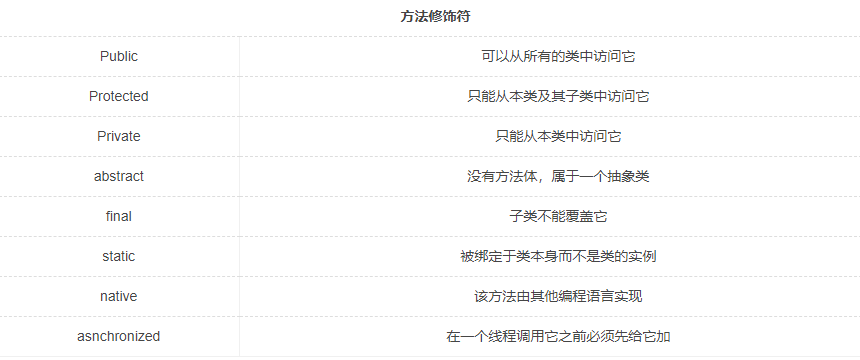 方法修饰符
Public 可以从所有的类中访问它
Protected 只能从本类及其子类中访问它
Private 只能从本类中访问它
abstract 没有方法体，属于一个抽象类
final 子类不能覆盖它
static 被绑定于类本身而不是类的实例
native 该方法由其他编程语言实现
asnchronized 在一个线程调用它之前必须先给它加